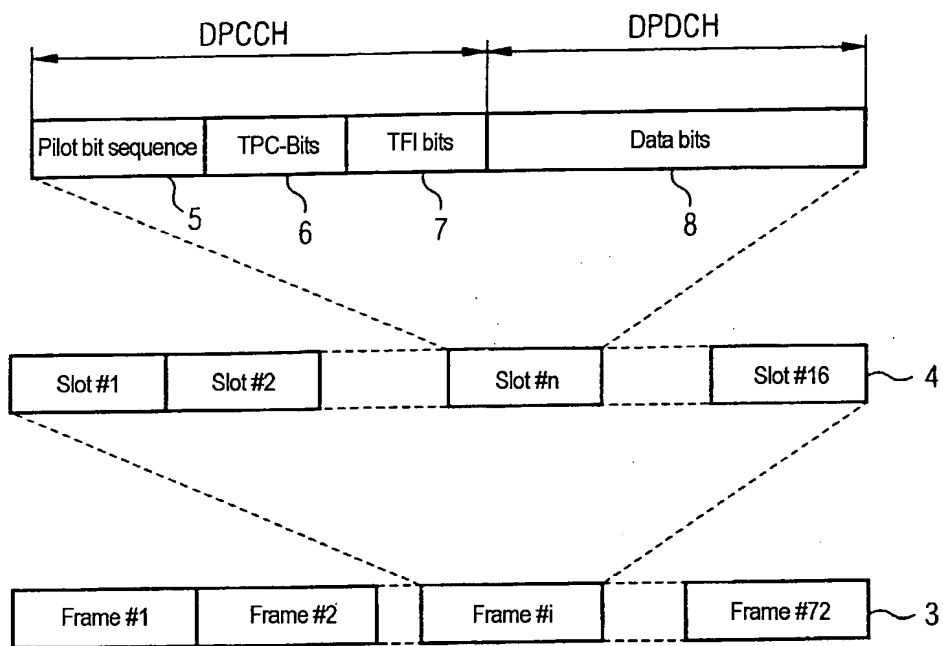 DPCCH DPDCH
Pilot bit sequence TPC-Bits TFI bits Data bits
5 6 7 8
Slot #1 Slot #2 Slot #n Slot #16 4
Frame #1 Frame #2 Frame #i Frame #72 3